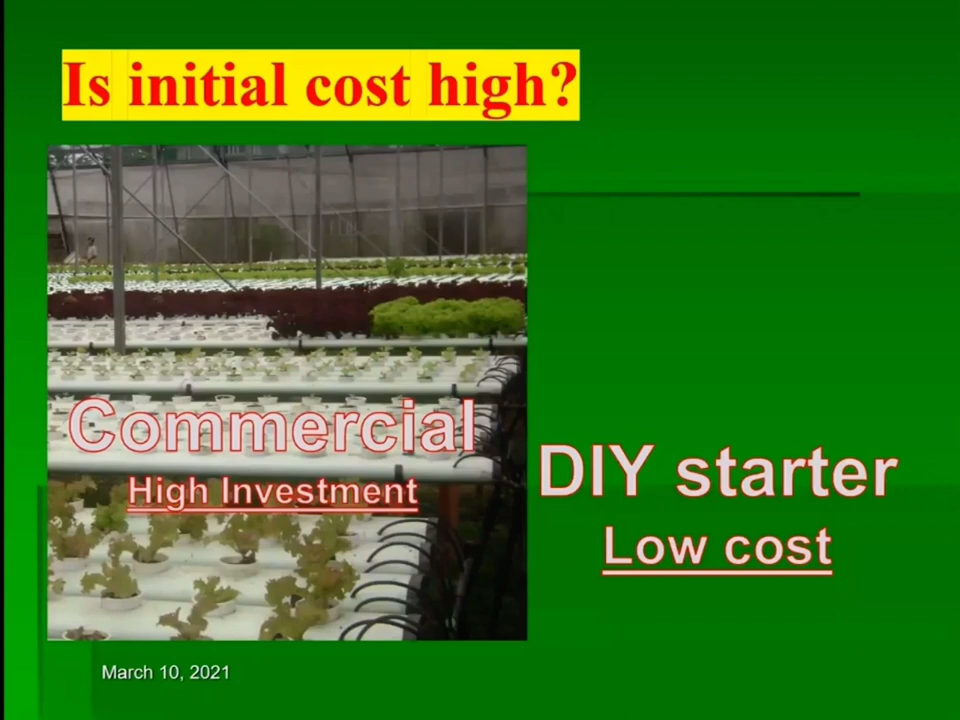 Is initial cost high?
Commercial
High Investment
DIY starter
Low cost
March 10, 2021